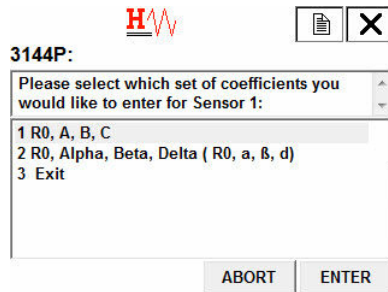 H
3144P:
Please select which set of coefficients you
would like to enter for Sensor 1:
1 R0, A, B, C
2 R0, Alpha, Beta, Delta ( R0, a, ß, d)
3 Exit
ABORT ENTER